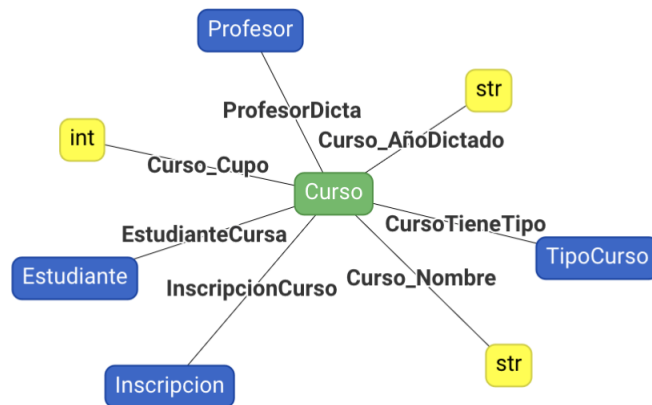 Profesor
str
ProfesorDicta
int
Curso_AñoDictado
Curso_Cupo
Curso
CursoTieneTipo
EstudianteCursa
TipoCurso
Estudiante
Curso_Nombre
InscripcionCurso
str
Inscripcion